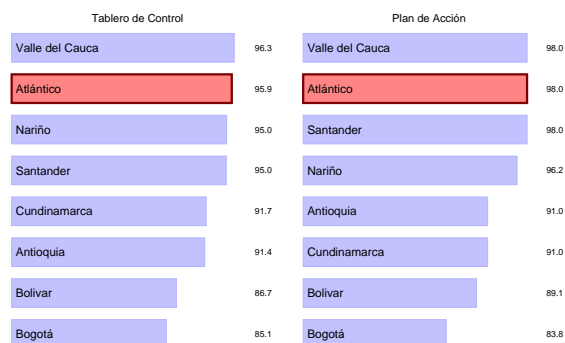 Tablero de Control
Valle del Cauca 96.3
Atlántico 95.9
Nariño 95.0
Santander 95.0
Cundinamarca 91.7
Antioquia 91.4
Bolivar 86.7
Bogotá 85.1
Plan de Acción
Valle del Cauca 98.0
Atlántico 98.0
Santander 98.0
Nariño 96.2
Antioquia 91.0
Cundinamarca 91.0
Bolivar 89.1
Bogotá 83.8